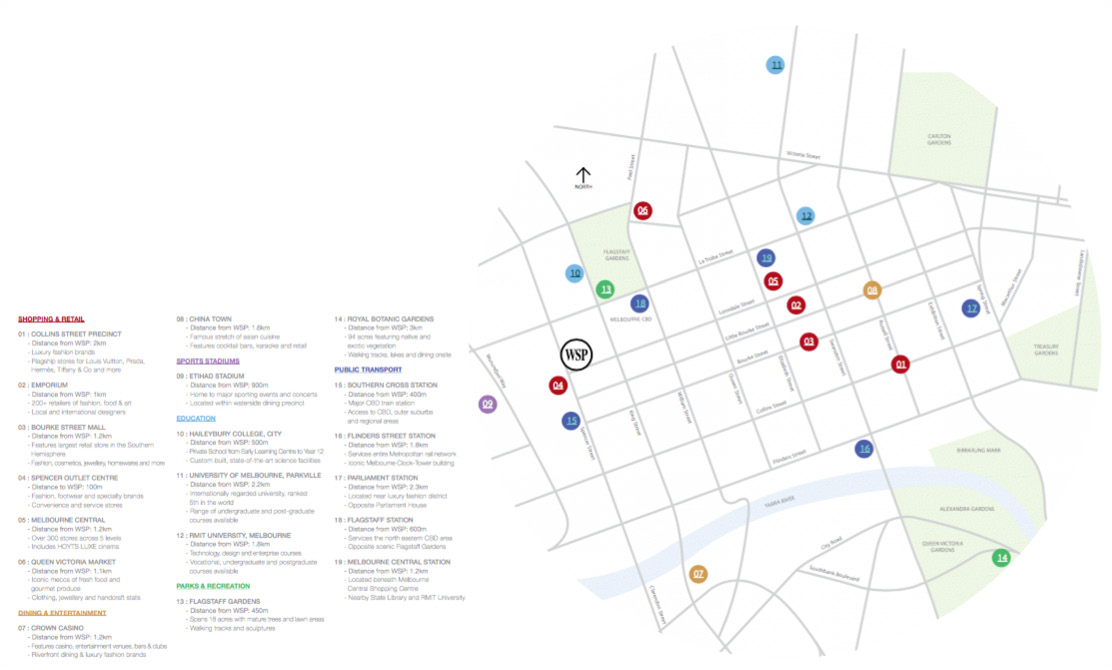 SHOPPING & RETAIL
01 : COLLINS STREET PRECINCT
- Distance from WSP: 2km
- Luxury fashion brands
- Flagship stores for Louis Vuitton, Prada,
Hermès, Tiffany & Co and more
02 : EMPORIUM
- Distance from WSP: 1km
- 200+ retailers of fashion, food & art
- Local and international designers
03 : BOURKE STREET MALL
- Distance from WSP: 1.2km
- Features largest retail store in the Southern
Hemisphere
- Fashion, cosmetics, jewellery, homewares and more
04 : SPENCER OUTLET CENTRE
- Distance to WSP: 100m
- Fashion, footwear and specialty brands
- Convenience and service stores
05 : MELBOURNE CENTRAL
- Distance from WSP: 1.2km
- Over 300 stores across 5 levels
- Includes HOYTS LUXE cinema
06 : QUEEN VICTORIA MARKET
- Distance from WSP: 1.1km
- Iconic mecca of fresh food and
gourmet produce
- Clothing, jewellery and handcraft stalls
DINING & ENTERTAINMENT
07 : CROWN CASINO
- Distance from WSP: 1.2km
- Features casino, entertainment venues, bars & clubs
- Riverfront dining & luxury fashion brands
08 : CHINA TOWN
- Distance from WSP: 1.6km
- Famous stretch of asian cuisine
- Features cocktail bars, karaoke and retail
SPORTS STADIUMS
09 : ETIHAD STADIUM
- Distance from WSP: 900m
- Home to major sporting events and concerts
- Located within waterside dining precinct
EDUCATION
10 : HAILEYBURY COLLEGE, CITY
- Distance from WSP: 500m
- Private School from Early Learning Centre to Year 12
- Custom built, state-of-the-art science facilities
11 : UNIVERSITY OF MELBOURNE, PARKVILLE
- Distance from WSP: 2.2km
- Internationally regarded university, ranked
5th in the world
- Range of undergraduate and post-graduate
courses available
12 : RMIT UNIVERSITY, MELBOURNE
- Distance from WSP: 1.8km
- Technology, design and enterprise courses
- Vocational, undergraduate and postgraduate
courses available
PARKS & RECREATION
13 : FLAGSTAFF GARDENS
- Distance from WSP: 450m
- Spans 18 acres with mature trees and lawn areas
- Walking tracks and sculptures
14 : ROYAL BOTANIC GARDENS
- Distance from WSP: 3km
- 94 acres featuring native and
exotic vegetation
- Walking tracks, lakes and dining onsite
PUBLIC TRANSPORT
15 : SOUTHERN CROSS STATION
- Distance from WSP: 400m
- Major CBD train station
- Access to CBD, outer suburbs
and regional areas
16 : FLINDERS STREET STATION
- Distance from WSP: 1.8km
- Services entire Metropolitan rail network
- Iconic Melbourne Clock-Tower building
17 : PARLIAMENT STATION
- Distance from WSP: 2.3km
- Located near luxury fashion district
- Opposite Parliament House
18 : FLAGSTAFF STATION
- Distance from WSP: 600m
- Services the north eastern CBD area
- Opposite scenic Flagstaff Gardens
19 : MELBOURNE CENTRAL STATION
- Distance from WSP: 1.2km
- Located beneath Melbourne
Central Shopping Centre
- Nearby State Library and RMIT University
11
CARLTON
GARDENS
Victoria Street
Peel Street
NORTH
06
12
FLAGSTAFF
GARDENS
La Trobe Street
19
10
13
05
08
18
02
17
MELBOURNE CBD
Lonsdale Street
Little Bourke Street
Bourke Street
Collins Street
Flinders Street
Spring Street
Macarthur Street
Lansdowne Street
Exhibition Street
Russell Street
Swanston Street
Elizabeth Street
Queen Street
William Street
King Street
Spencer Street
Wurundjeri Way
WSP
03
01
TREASURY
GARDENS
04
09
15
16
BIRRARUNG MARR
YARRA RIVER
ALEXANDRA GARDENS
City Road
QUEEN VICTORIA
GARDENS
14
07
Southbank Boulevard
Clarendon Street